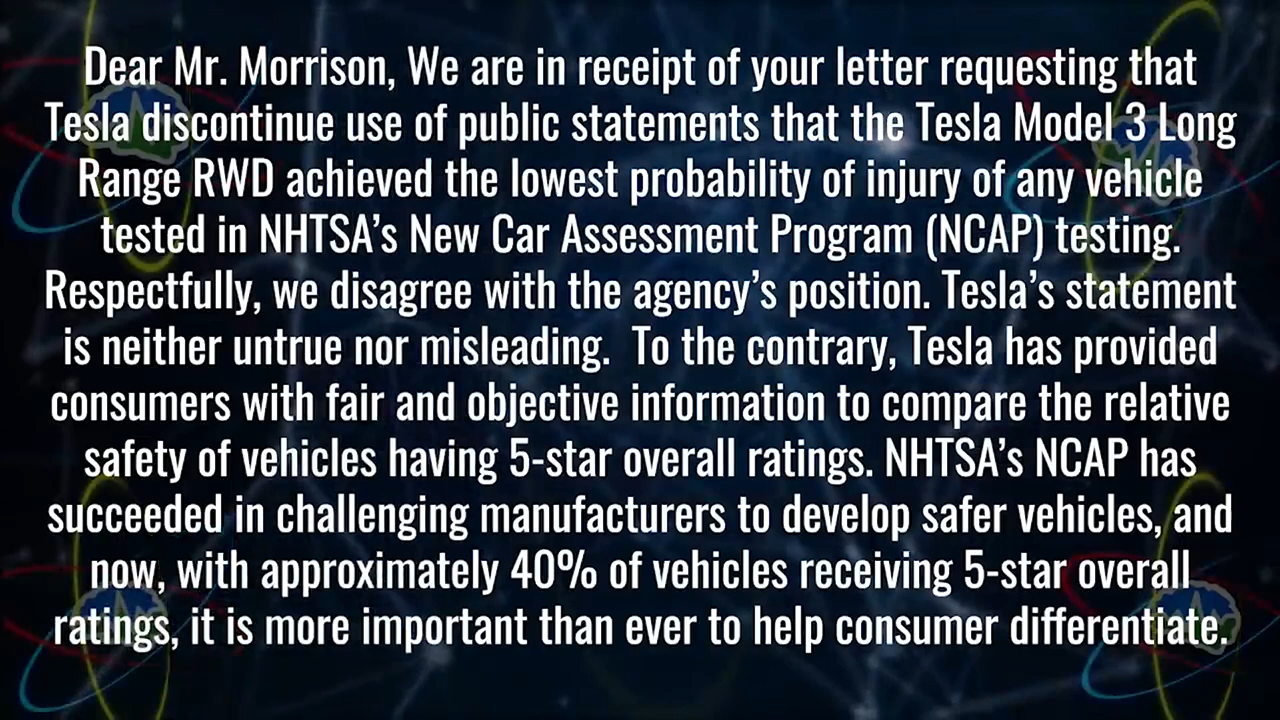 Dear Mr. Morrison, We are in receipt of your letter requesting that
Tesla discontinue use of public statements that the Tesla Model 3 Long
Range RWD achieved the lowest probability of injury of any vehicle
tested in NHTSA’s New Car Assessment Program (NCAP) testing.
Respectfully, we disagree with the agency’s position. Tesla’s statement
is neither untrue nor misleading.  To the contrary, Tesla has provided
consumers with fair and objective information to compare the relative
safety of vehicles having 5-star overall ratings. NHTSA’s NCAP has
succeeded in challenging manufacturers to develop safer vehicles, and
now, with approximately 40% of vehicles receiving 5-star overall
ratings, it is more important than ever to help consumer differentiate.